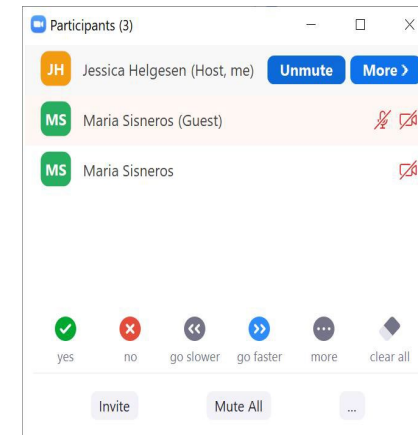 Participants (3)
JH Jessica Helgesen (Host, me) Unmute More
MS Maria Sisneros (Guest)
MS Maria Sisneros
yes no go slower go faster more clear all
Invite Mute All ...